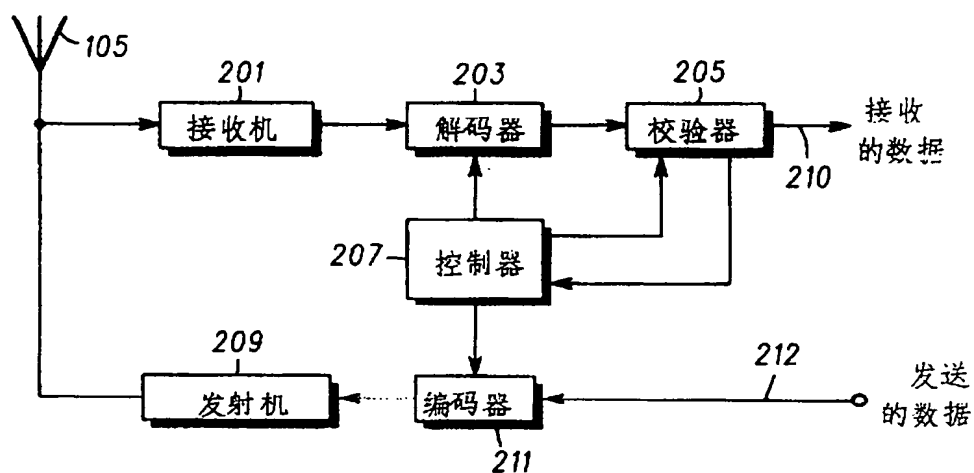 105
201
接收机
203
解码器
205
校验器
接收
的数据
210
207
控制器
209
发射机
编码器
211
212
发送
的数据